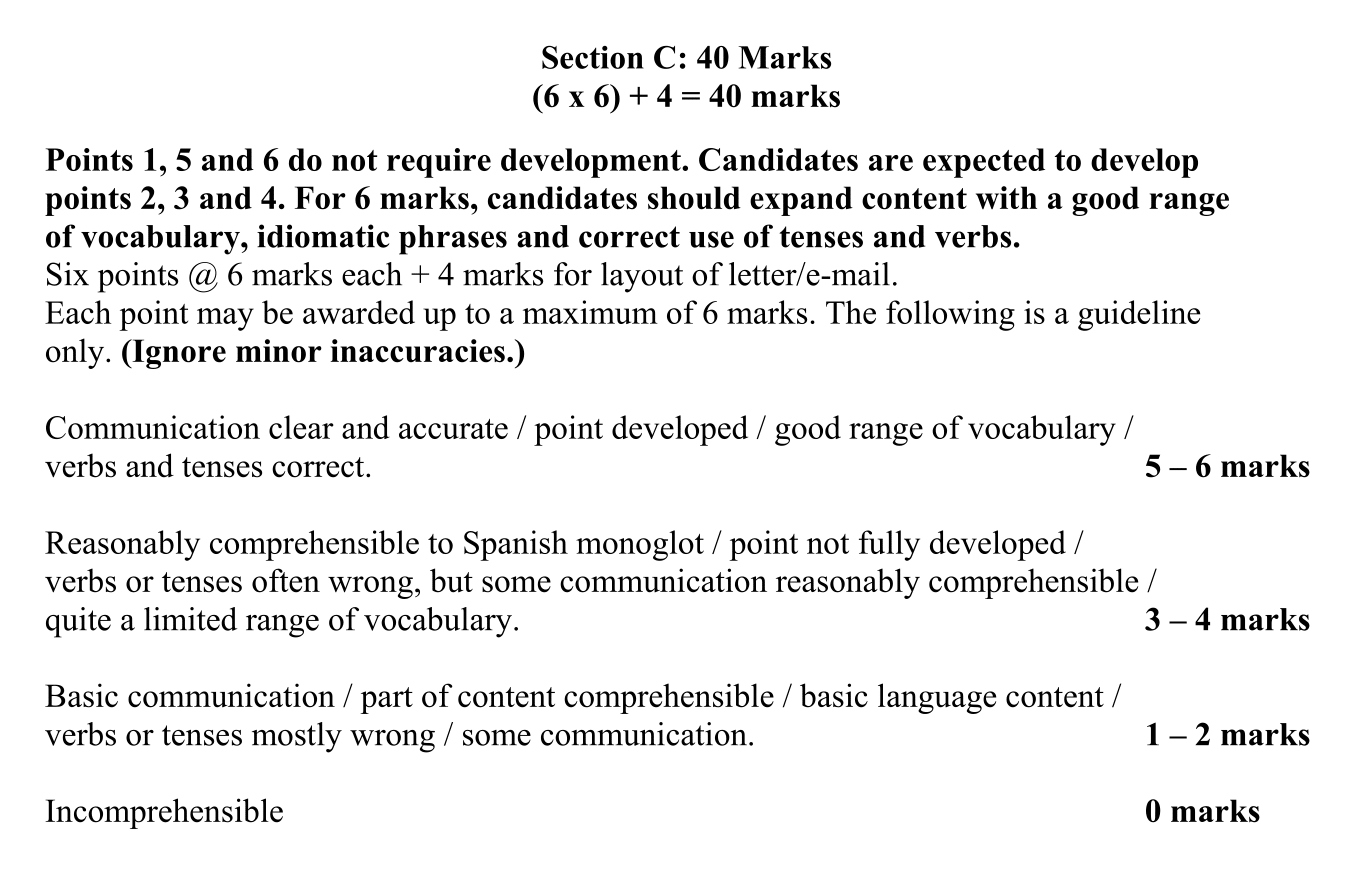 Section C: 40 Marks
(6 x 6) + 4 = 40 marks
Points 1, 5 and 6 do not require development. Candidates are expected to develop
points 2, 3 and 4. For 6 marks, candidates should expand content with a good range
of vocabulary, idiomatic phrases and correct use of tenses and verbs.
Six points @ 6 marks each + 4 marks for layout of letter/e-mail.
Each point may be awarded up to a maximum of 6 marks. The following is a guideline
only. (Ignore minor inaccuracies.)
Communication clear and accurate / point developed / good range of vocabulary /
verbs and tenses correct. 5 – 6 marks
Reasonably comprehensible to Spanish monoglot / point not fully developed /
verbs or tenses often wrong, but some communication reasonably comprehensible /
quite a limited range of vocabulary. 3 – 4 marks
Basic communication / part of content comprehensible / basic language content /
verbs or tenses mostly wrong / some communication. 1 – 2 marks
Incomprehensible 0 marks